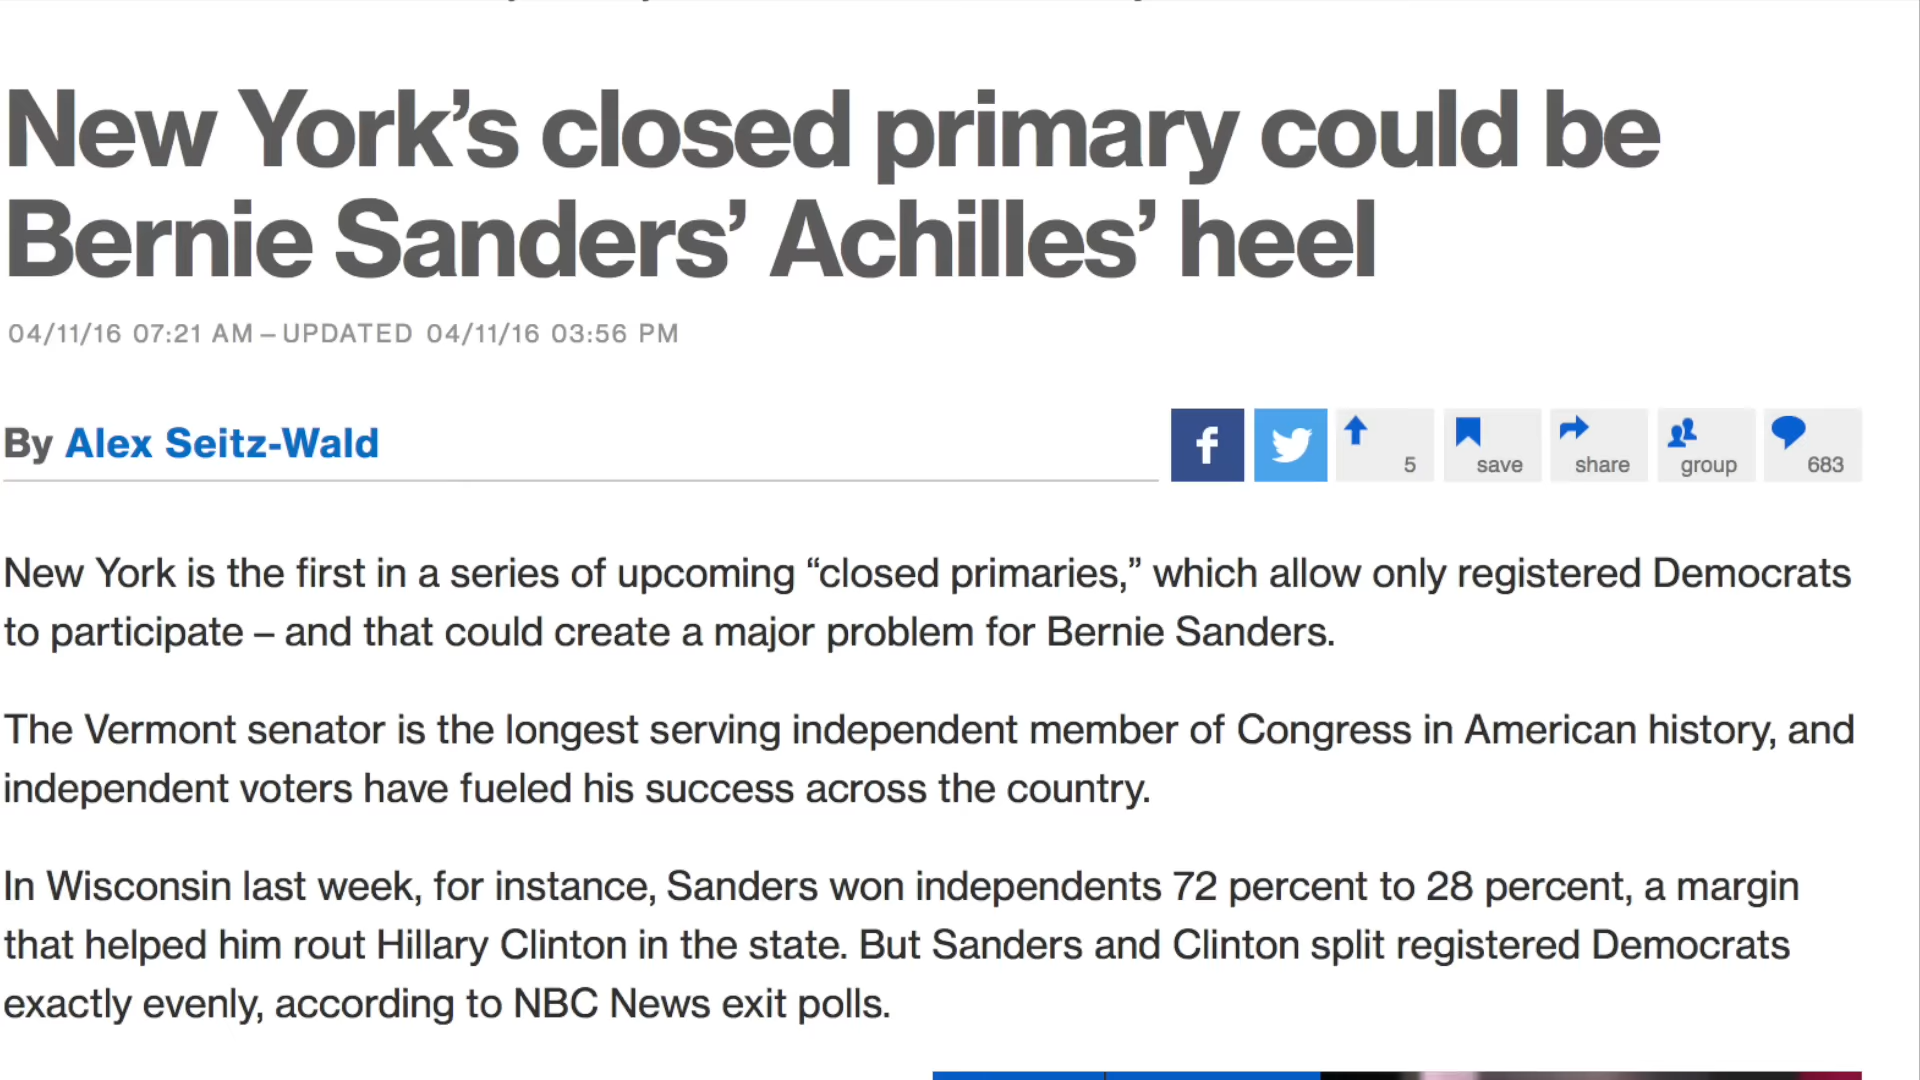 New York’s closed primary could be
Bernie Sanders’ Achilles’ heel
04/11/16 07:21 AM – UPDATED 04/11/16 03:56 PM
By Alex Seitz-Wald
f
5
save
share
group
683
New York is the first in a series of upcoming “closed primaries,” which allow only registered Democrats
to participate – and that could create a major problem for Bernie Sanders.
The Vermont senator is the longest serving independent member of Congress in American history, and
independent voters have fueled his success across the country.
In Wisconsin last week, for instance, Sanders won independents 72 percent to 28 percent, a margin
that helped him rout Hillary Clinton in the state. But Sanders and Clinton split registered Democrats
exactly evenly, according to NBC News exit polls.